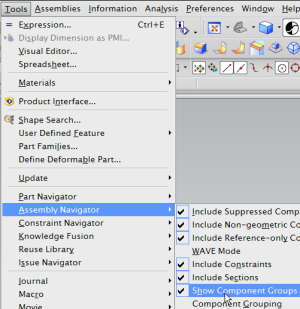 Tools Assemblies Information Analysis Preferences Window Help
Expression... Ctrl+E
Display Dimension as PMI...
Visual Editor...
Spreadsheet...
Materials
Product Interface...
Shape Search...
User Defined Feature
Part Families...
Define Deformable Part...
Update
Part Navigator
Assembly Navigator
Constraint Navigator
Knowledge Fusion
Reuse Library
Issue Navigator
Journal
Macro
Movie
Include Suppressed Comp
Include Non-geometric Co
Include Reference-only Co
WAVE Mode
Include Constraints
Include Sections
Show Component Groups
Component Grouping